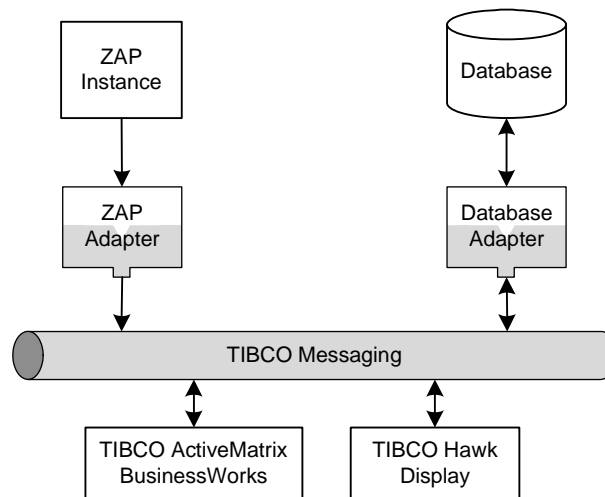 ZAP
Instance
Database
ZAP
Adapter
Database
Adapter
TIBCO Messaging
TIBCO ActiveMatrix
BusinessWorks
TIBCO Hawk
Display